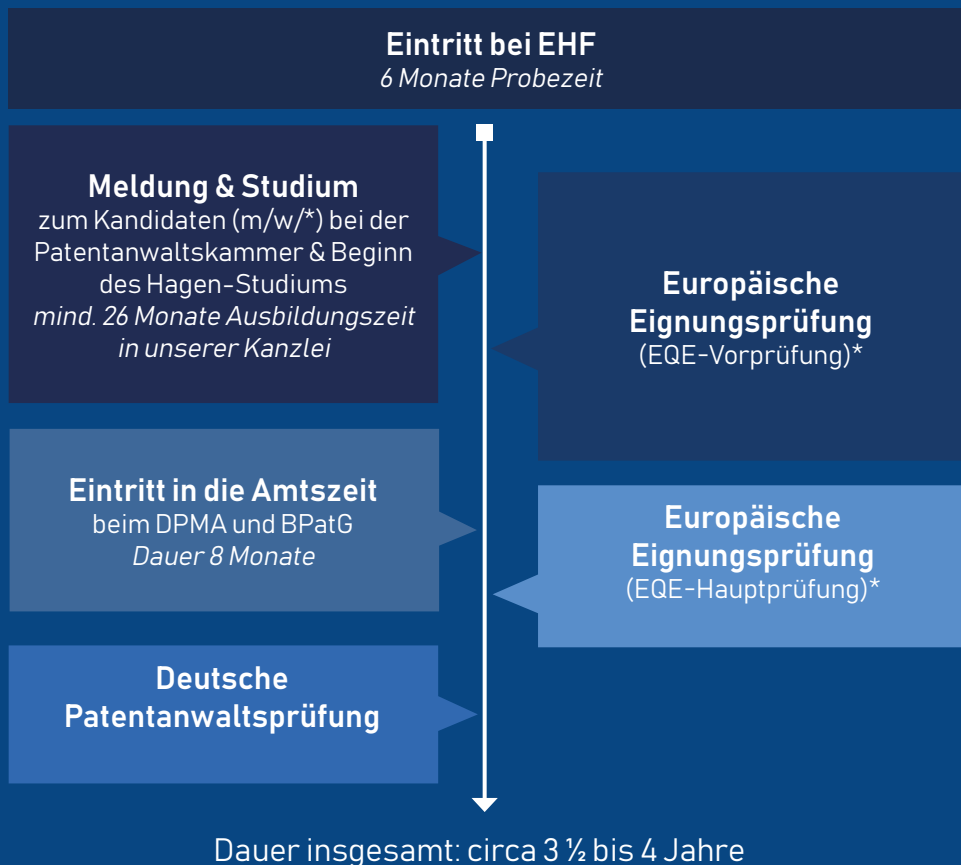 Eintritt bei EHF
6 Monate Probezeit
Meldung & Studium
zum Kandidaten (m/w/*) bei der
Patentanwaltskammer & Beginn
des Hagen-Studiums
mind. 26 Monate Ausbildungszeit
in unserer Kanzlei
Europäische
Eignungsprüfung
(EQE-Vorprüfung)*
Eintritt in die Amtszeit
beim DPMA und BPatG
Dauer 8 Monate
Europäische
Eignungsprüfung
(EQE-Hauptprüfung)*
Deutsche
Patentanwaltsprüfung
Dauer insgesamt: circa 3 ½ bis 4 Jahre